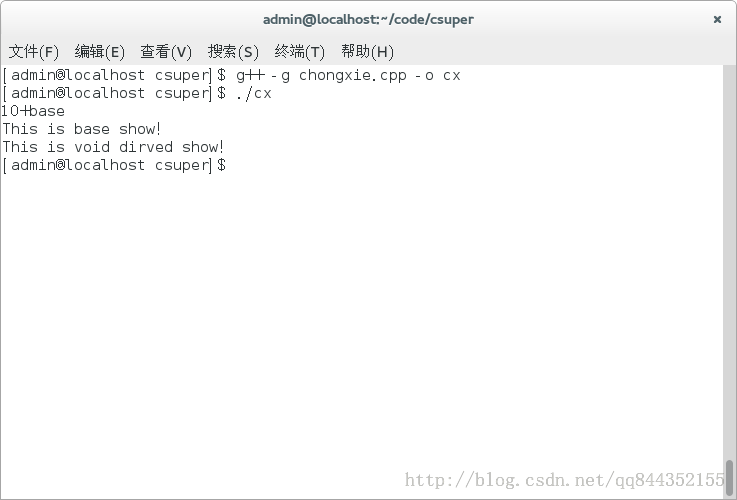 admin@localhost:~/code/csuper ×
文件(F) 编辑(E) 查看(V) 搜索(S) 终端(T) 帮助(H)
[admin@localhost csuper]$ g++ -g chongxie.cpp -o cx
[admin@localhost csuper]$ ./cx
10+base
This is base show!
This is void dirved show!
[admin@localhost csuper]$
http://blog.csdn.net/qq844352155